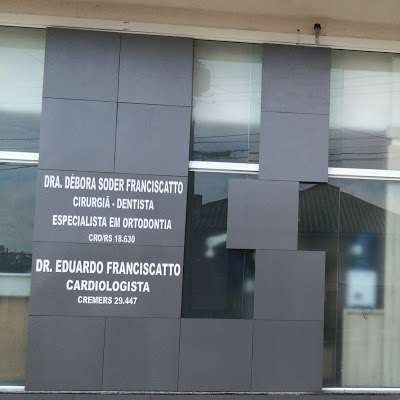 DRA. DÉBORA SODER FRANCISCATTO
CIRURGIÃ - DENTISTA
ESPECIALISTA EM ORTODONTIA
CRO/RS 18.630
DR. EDUARDO FRANCISCATTO
CARDIOLOGISTA
CREMERS 29.447